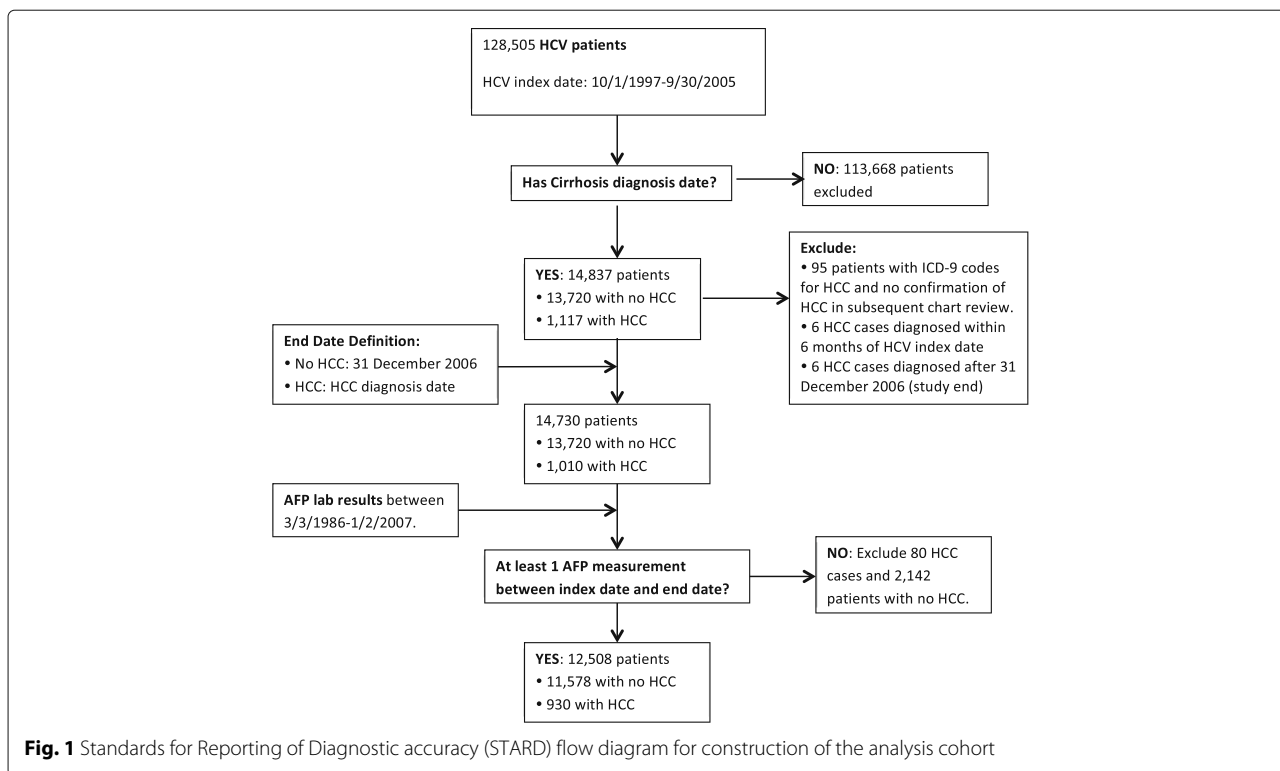 128,505 HCV patients
HCV index date: 10/1/1997-9/30/2005
Has Cirrhosis diagnosis date?
NO: 113,668 patients
excluded
YES: 14,837 patients
• 13,720 with no HCC
• 1,117 with HCC
Exclude:
• 95 patients with ICD-9 codes
for HCC and no confirmation of
HCC in subsequent chart review.
• 6 HCC cases diagnosed within
6 months of HCV index date
• 6 HCC cases diagnosed after 31
December 2006 (study end)
End Date Definition:
• No HCC: 31 December 2006
• HCC: HCC diagnosis date
14,730 patients
• 13,720 with no HCC
• 1,010 with HCC
AFP lab results between
3/3/1986-1/2/2007.
At least 1 AFP measurement
between index date and end date?
NO: Exclude 80 HCC
cases and 2,142
patients with no HCC.
YES: 12,508 patients
• 11,578 with no HCC
• 930 with HCC
Fig. 1 Standards for Reporting of Diagnostic accuracy (STARD) flow diagram for construction of the analysis cohort